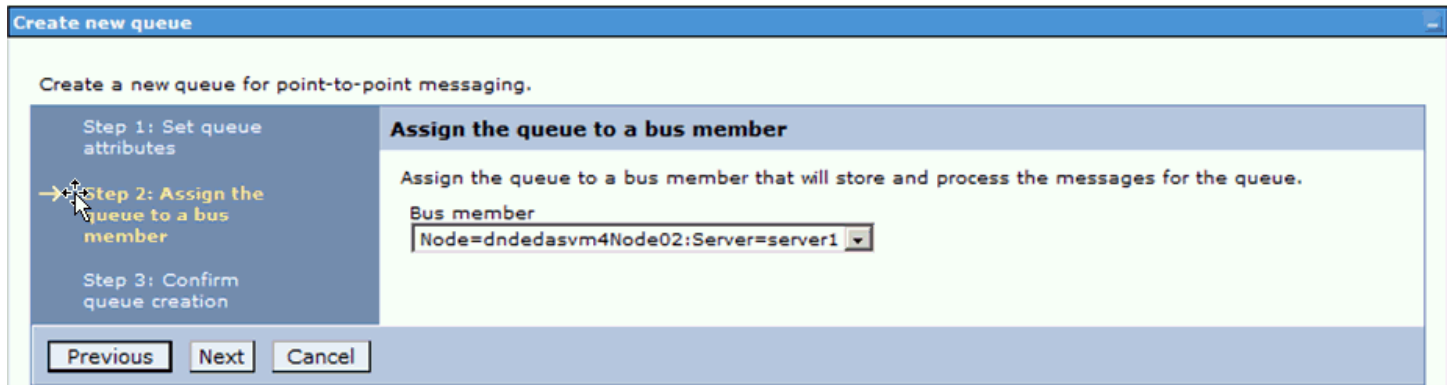 Create new queue
Create a new queue for point-to-point messaging.
Step 1: Set queue
attributes
Step 2: Assign the
queue to a bus
member
Step 3: Confirm
queue creation
Assign the queue to a bus member
Assign the queue to a bus member that will store and process the messages for the queue.
Bus member
Node=dndedasvm4Node02:Server=server1
Previous Next Cancel